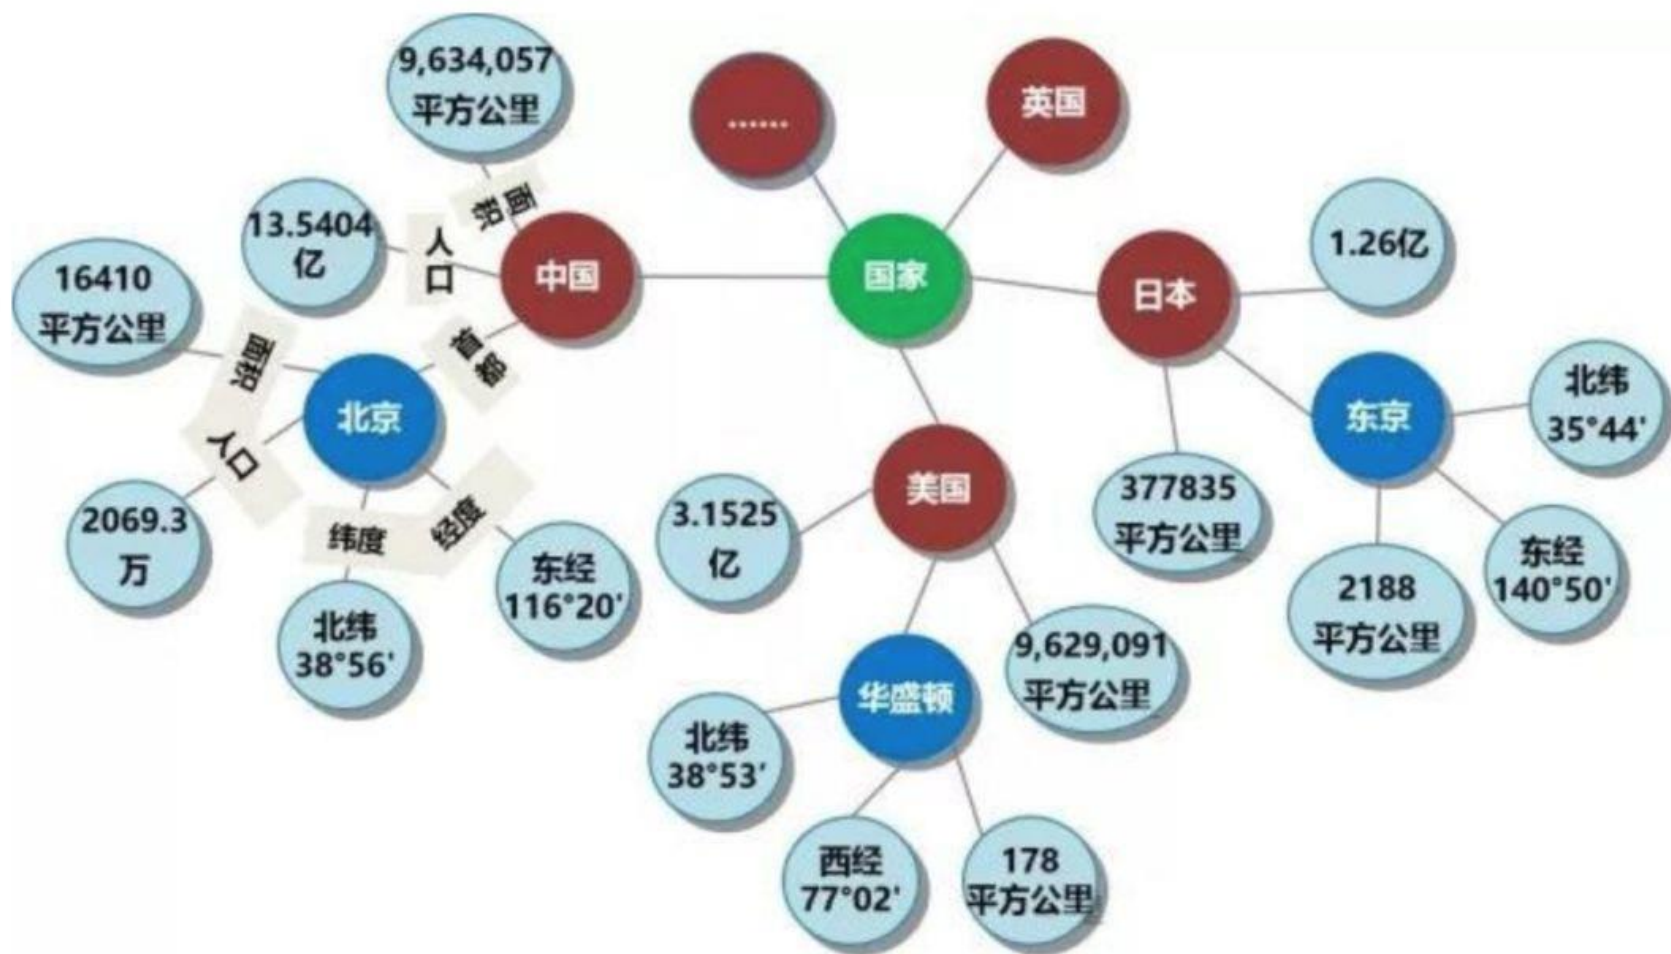 9,634,057
平方公里
……
英国
面
积
13.5404
亿
人
口
中国
国家
日本
1.26亿
16410
平方公里
面积
首
都
北京
人口
2069.3
万
纬度
经度
北纬
38°56'
东经
116°20'
美国
3.1525
亿
9,629,091
平方公里
华盛顿
北纬
38°53'
西经
77°02'
178
平方公里
377835
平方公里
东京
北纬
35°44'
东经
140°50'
2188
平方公里